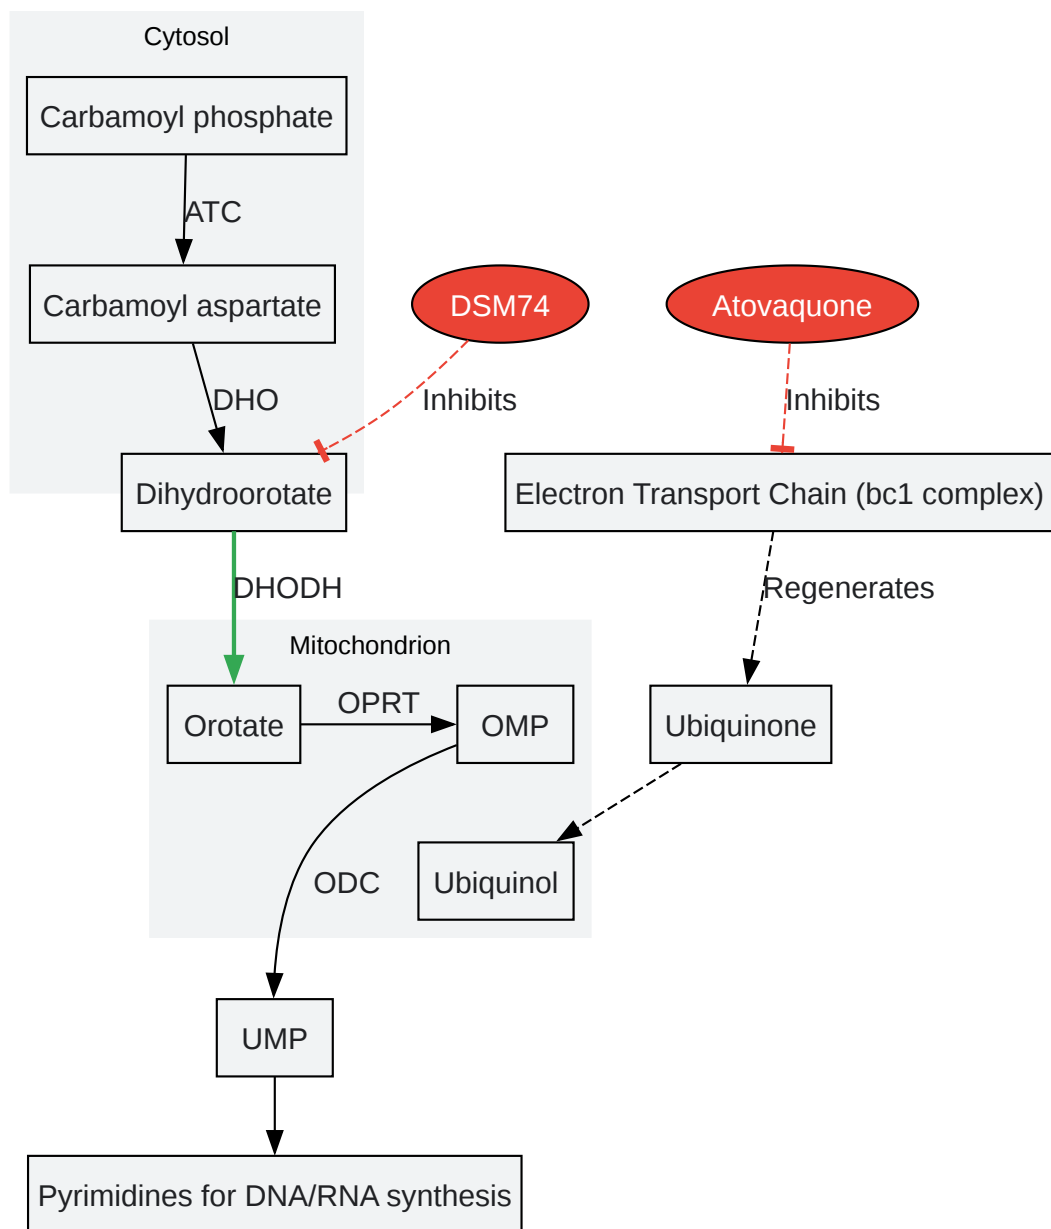 Cytosol
Carbamoyl phosphate
ATC
Carbamoyl aspartate
DSM74
Atovaquone
DHO
Inhibits
Inhibits
Dihydroorotate
Electron Transport Chain (bc1 complex)
DHODH
Regenerates
Mitochondrion
Orotate
OPRT
OMP
Ubiquinone
ODC
Ubiquinol
UMP
Pyrimidines for DNA/RNA synthesis